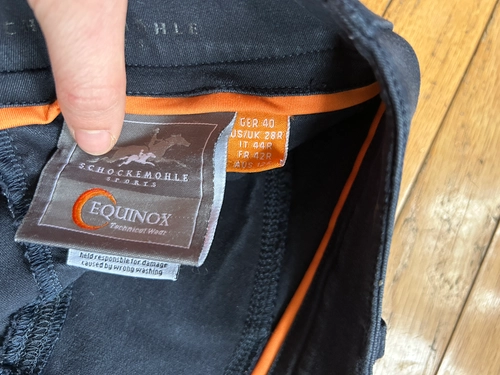 MÖHLE
GER 40
US/UK 28R
IT 44R
FR 42R
SCHOCKEMÖHLE
SPORTS
EQUINOX
Technical Wear
held responsible for damage
caused by wrong washing